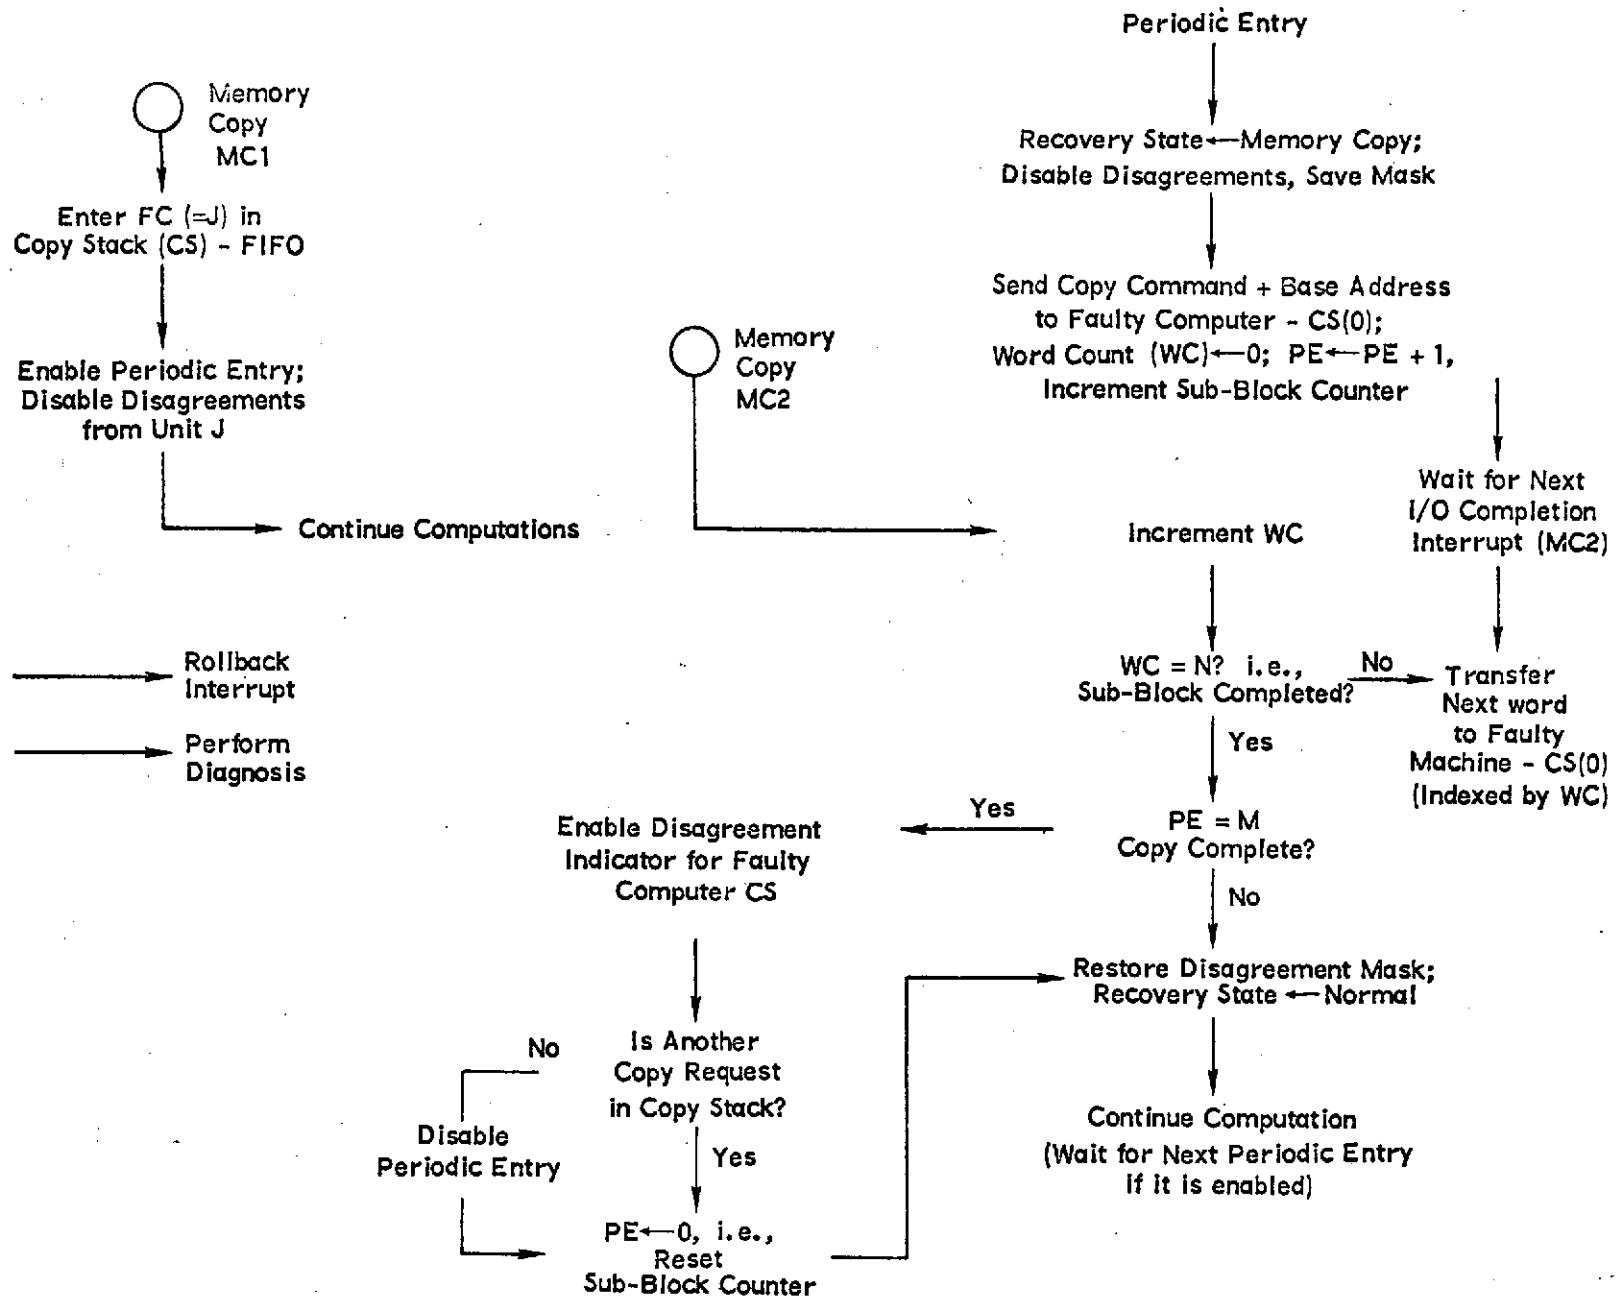 Periodic Entry
Memory
Copy
MC1
Recovery State←Memory Copy;
Disable Disagreements, Save Mask
Enter FC (=J) in
Copy Stack (CS) - FIFO
Send Copy Command + Base Address
to Faulty Computer - CS(0);
Word Count (WC)←0; PE←PE + 1,
Increment Sub-Block Counter
Memory
Copy
MC2
Enable Periodic Entry;
Disable Disagreements
from Unit J
Wait for Next
I/O Completion
Interrupt (MC2)
Continue Computations
Increment WC
Rollback
Interrupt
WC = N? i.e.,
Sub-Block Completed?
No
Transfer
Next word
to Faulty
Machine - CS(0)
(Indexed by WC)
Perform
Diagnosis
Yes
PE = M
Copy Complete?
Yes
Enable Disagreement
Indicator for Faulty
Computer CS
No
Restore Disagreement Mask;
Recovery State ←Normal
Is Another
Copy Request
in Copy Stack?
No
Disable
Periodic Entry
Yes
Continue Computation
(Wait for Next Periodic Entry
if it is enabled)
PE←0, i.e.,
Reset
Sub-Block Counter